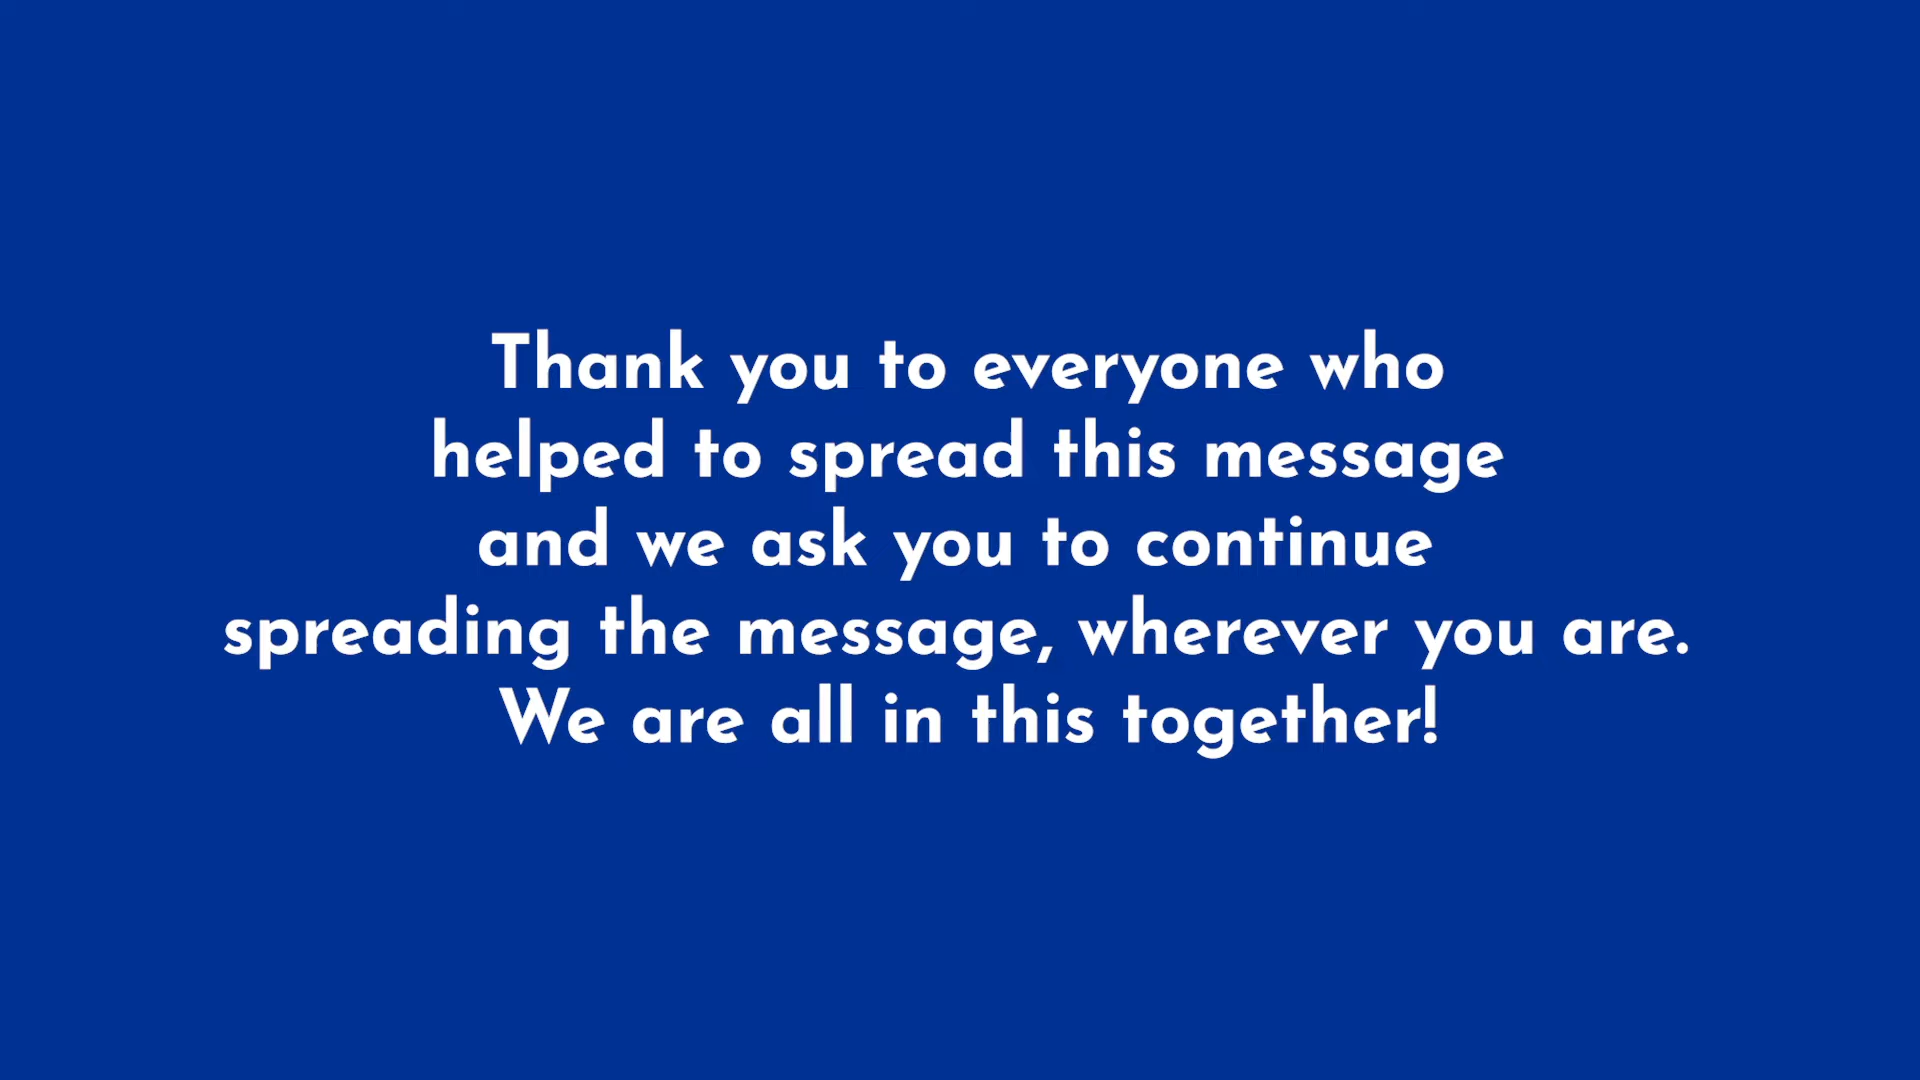 Thank you to everyone who
helped to spread this message
and we ask you to continue
spreading the message, wherever you are.
We are all in this together!